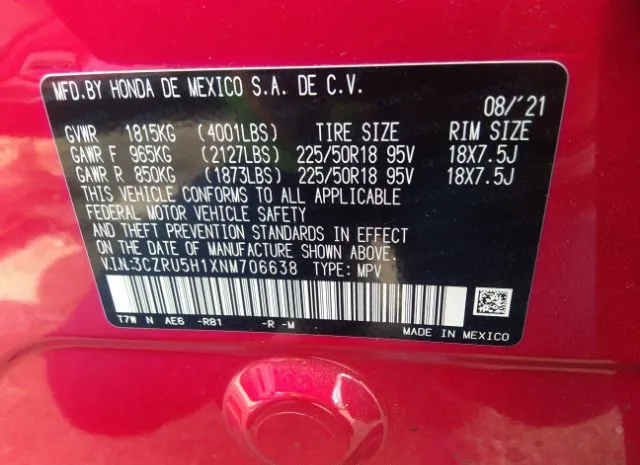 MFD.BY HONDA DE MEXICO S.A. DE C.V.
08/'21
GVWR 1815KG (4001LBS) TIRE SIZE RIM SIZE
GAWR F 965KG (2127LBS) 225/50R18 95V 18X7.5J
GAWR R 850KG (1873LBS) 225/50R18 95V 18X7.5J
THIS VEHICLE CONFORMS TO ALL APPLICABLE
FEDERAL MOTOR VEHICLE SAFETY
AND THEFT PREVENTION STANDARDS IN EFFECT
ON THE DATE OF MANUFACTURE SHOWN ABOVE.
V.I.N:3CZRU5H1XNM706638 TYPE: MPV
T7W N AE6 -R81 -R -M
MADE IN MEXICO